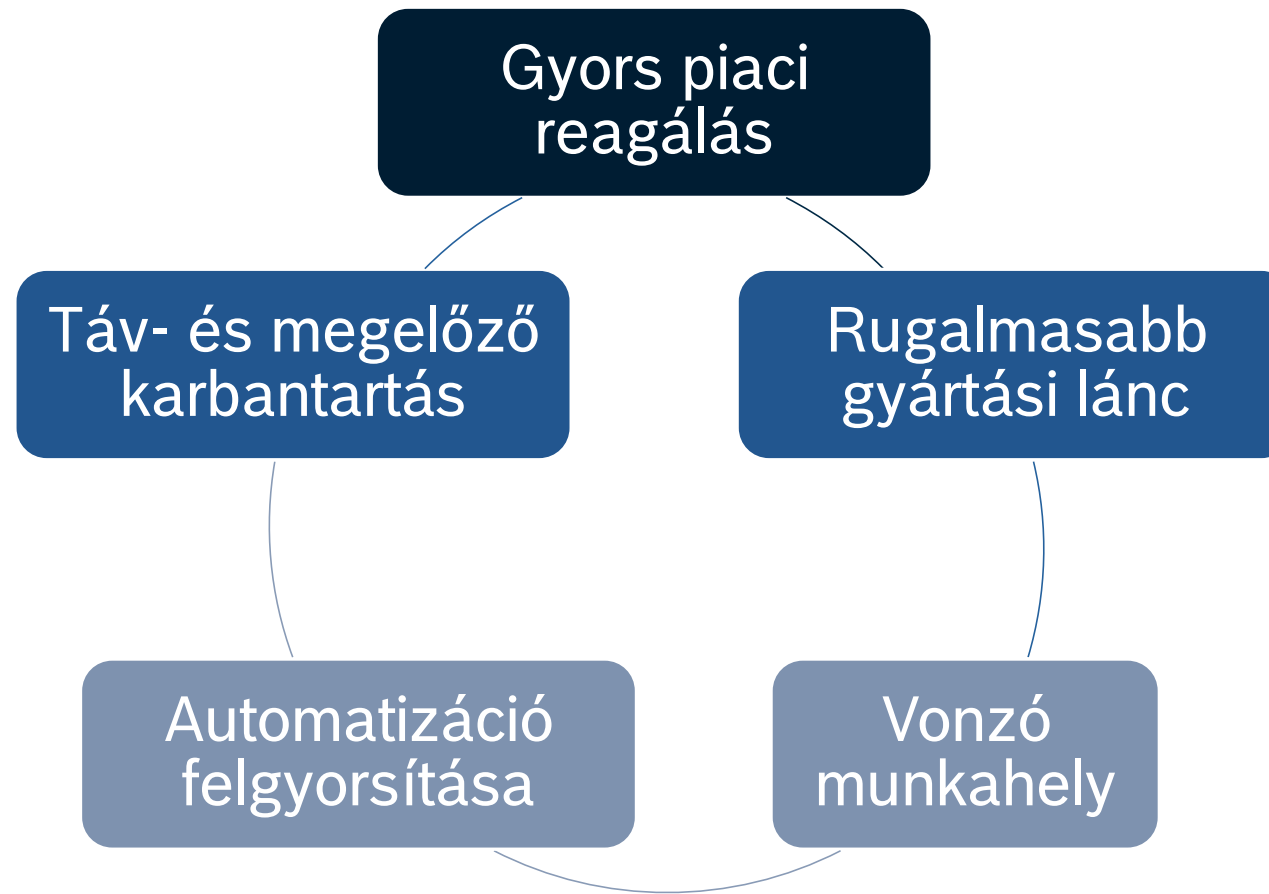 Gyors piaci
reagálás
Táv- és megelőző
karbantartás
Rugalmasabb
gyártási lánc
Automatizáció
felgyorsítása
Vonzó
munkahely